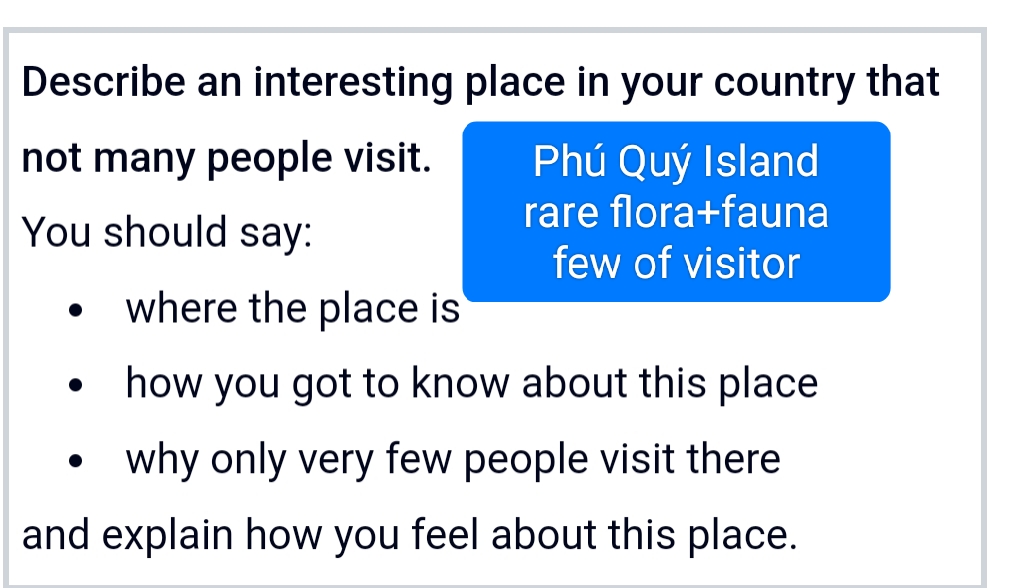 Describe an interesting place in your country that
not many people visit.
Phú Quý Island
rare flora+fauna
few of visitor
You should say:
• where the place is
• how you got to know about this place
• why only very few people visit there
and explain how you feel about this place.